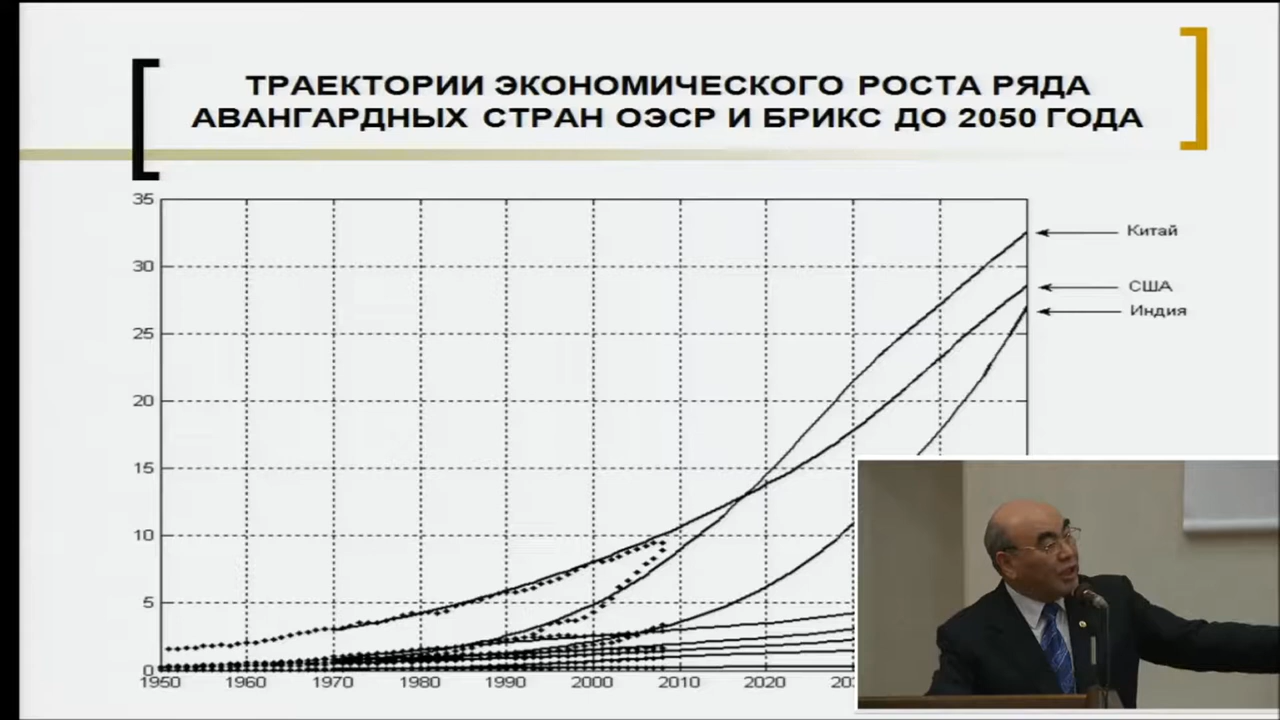 ТРАЕКТОРИИ ЭКОНОМИЧЕСКОГО РОСТА РЯДА
АВАНГАРДНЫХ СТРАН ОЭСР И БРИКС ДО 2050 ГОДА
35
30
25
20
15
10
5
0
1950 1960 1970 1980 1990 2000 2010 2020
Китай
США
Индия